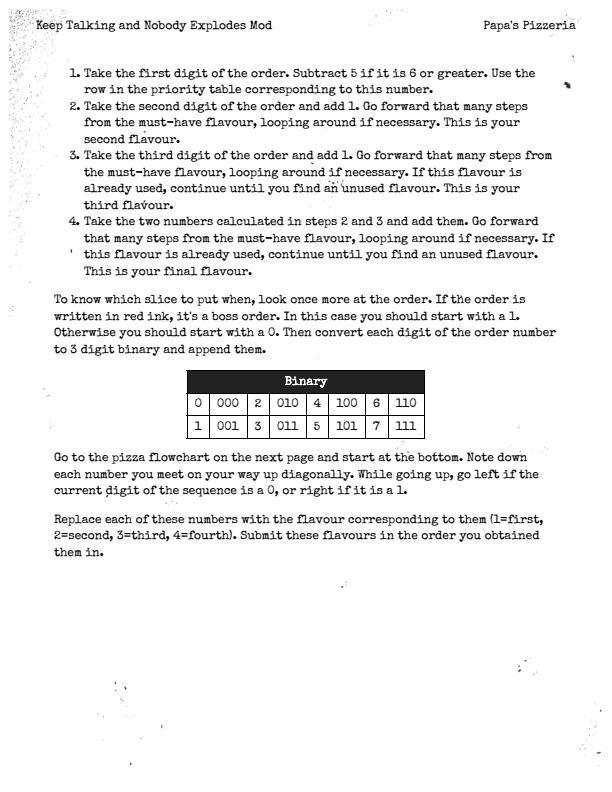 Keep Talking and Nobody Explodes Mod Papa's Pizzeria
1. Take the first digit of the order. Subtract 5 if it is 6 or greater. Use the
row in the priority table corresponding to this number.
2. Take the second digit of the order and add 1. Go forward that many steps
from the must-have flavour, looping around if necessary. This is your
second flavour.
3. Take the third digit of the order and add 1. Go forward that many steps from
the must-have flavour, looping around if necessary. If this flavour is
already used, continue until you find an unused flavour. This is your
third flavour.
4. Take the two numbers calculated in steps 2 and 3 and add them. Go forward
that many steps from the must-have flavour, looping around if necessary. If
this flavour is already used, continue until you find an unused flavour.
This is your final flavour.
To know which slice to put when, look once more at the order. If the order is
written in red ink, it's a boss order. In this case you should start with a 1.
Otherwise you should start with a 0. Then convert each digit of the order number
to 3 digit binary and append them.
Binary
0 000 2 010 4 100 6 110
1 001 3 011 5 101 7 111
Go to the pizza flowchart on the next page and start at the bottom. Note down
each number you meet on your way up diagonally. While going up, go left if the
current digit of the sequence is a 0, or right if it is a 1.
Replace each of these numbers with the flavour corresponding to them (1=first,
2=second, 3=third, 4=fourth). Submit these flavours in the order you obtained
them in.